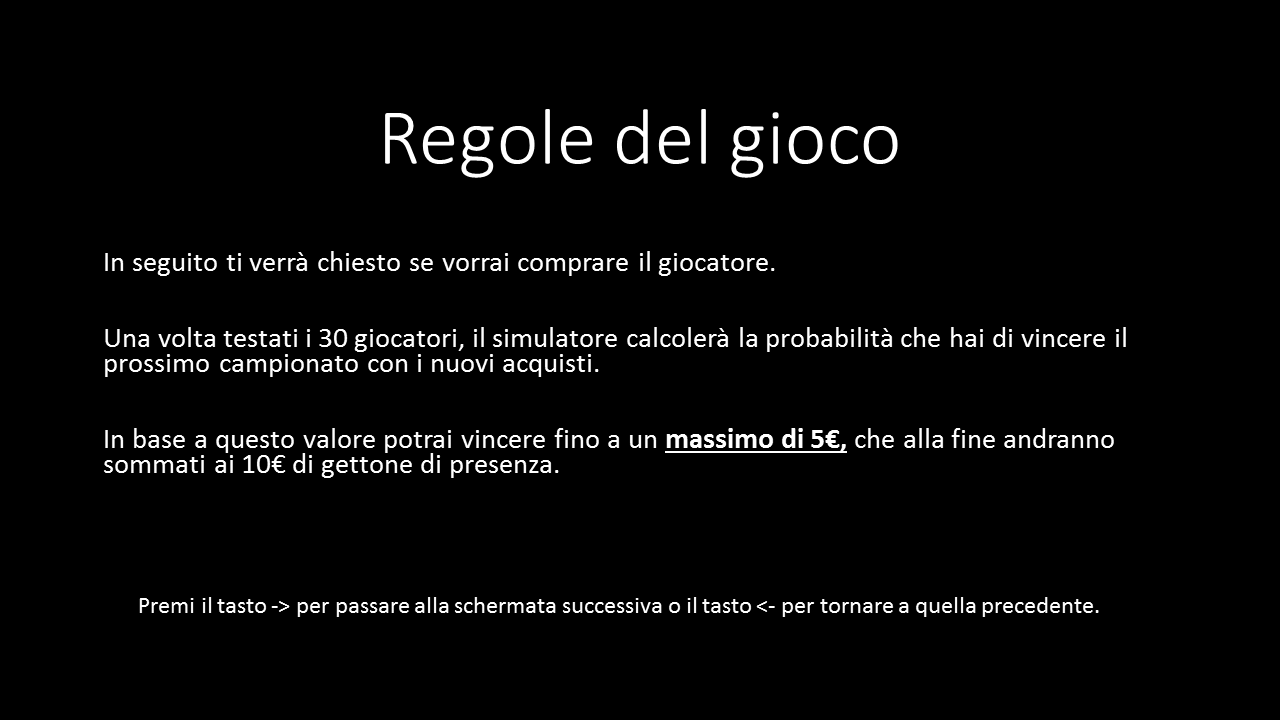 Regole del gioco
In seguito ti verrà chiesto se vorrai comprare il giocatore.
Una volta testati i 30 giocatori, il simulatore calcolerà la probabilità che hai di vincere il
prossimo campionato con i nuovi acquisti.
In base a questo valore potrai vincere fino a un massimo di 5€, che alla fine andranno
sommati ai 10€ di gettone di presenza.
Premi il tasto -> per passare alla schermata successiva o il tasto <- per tornare a quella precedente.